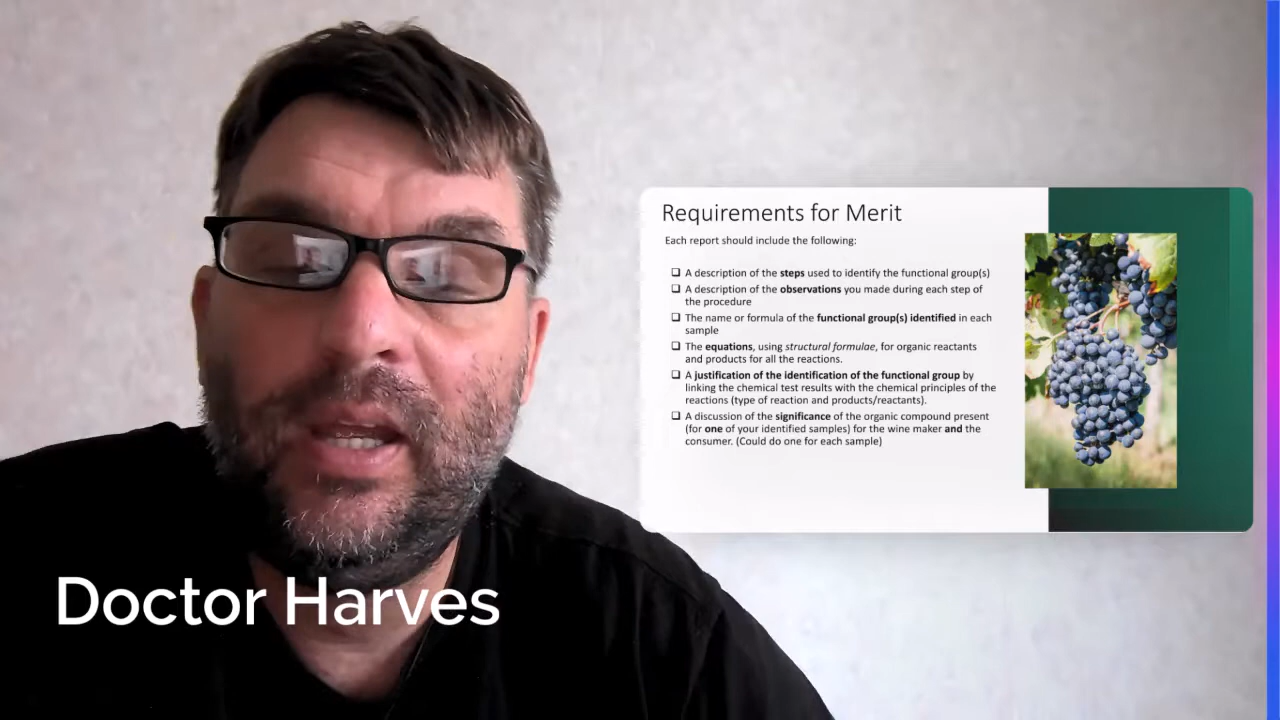 Requirements for Merit
Each report should include the following:
A description of the steps used to identify the functional group(s)
A description of the observations you made during each step of
the procedure
The name or formula of the functional group(s) identified in each
sample
The equations, using structural formulae, for organic reactants
and products for all the reactions.
A justification of the identification of the functional group by
linking the chemical test results with the chemical principles of the
reactions (type of reaction and products/reactants).
A discussion of the significance of the organic compound present
(for one of your identified samples) for the wine maker and the
consumer. (Could do one for each sample)
Doctor Harves